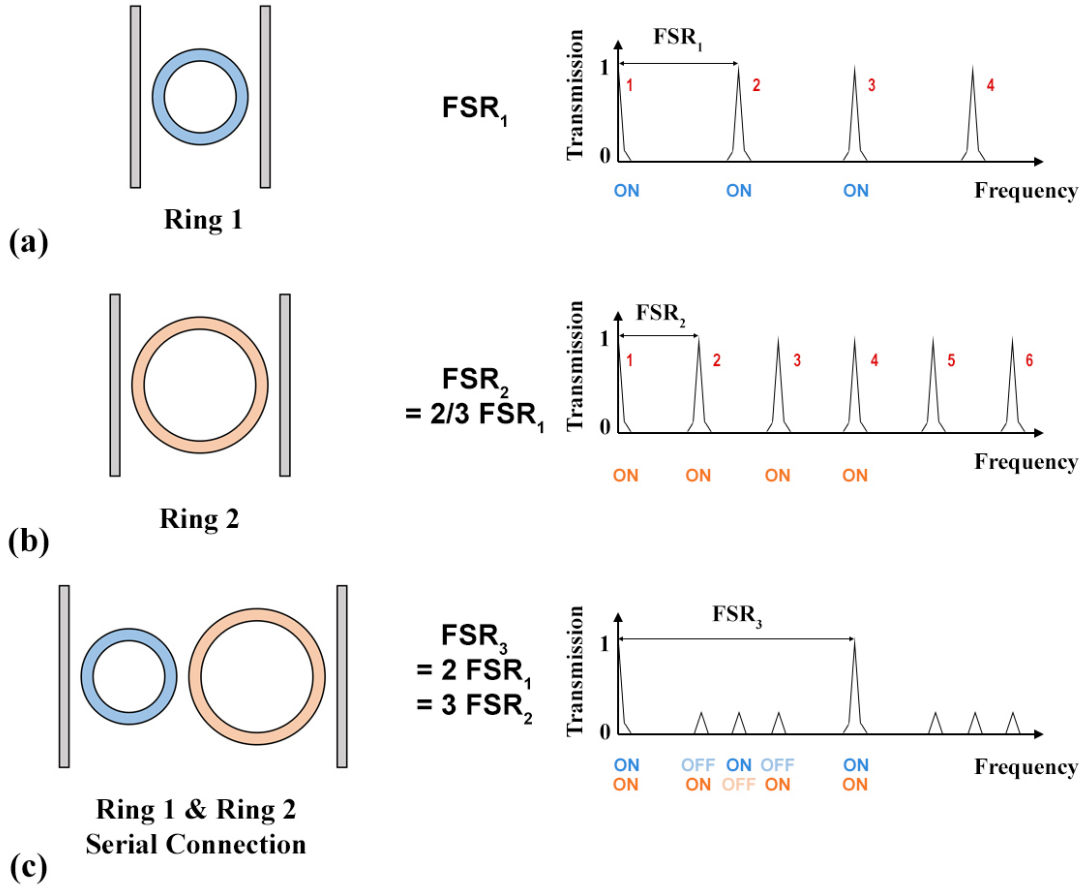 FSR₁
Transmission
1
0
FSR₁
1
2
3
4
ON
ON
ON
Frequency
Ring 1
(a)
FSR₂
= 2/3 FSR₁
Transmission
1
0
FSR₂
1
2
3
4
5
6
ON
ON
ON
ON
Frequency
Ring 2
(b)
FSR₃
= 2 FSR₁
= 3 FSR₂
Transmission
1
0
FSR₃
ON OFF ON OFF ON
ON ON OFF ON ON
Frequency
Ring 1 & Ring 2
Serial Connection
(c)